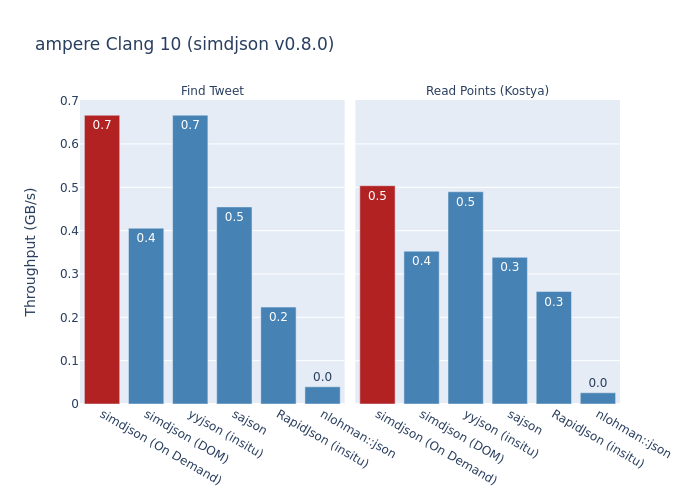 ampere Clang 10 (simdjson v0.8.0)
Find Tweet
Read Points (Kostya)
Throughput (GB/s)
0.7
0.6
0.5
0.4
0.3
0.2
0.1
0
0.7
0.4
0.7
0.5
0.2
0.0
0.5
0.4
0.5
0.3
0.3
0.0
simdjson (On Demand)
simdjson (DOM)
yyjson (insitu)
sajson
RapidJson (insitu)
nlohman::json
simdjson (On Demand)
simdjson (DOM)
yyjson (insitu)
sajson
RapidJson (insitu)
nlohman::json